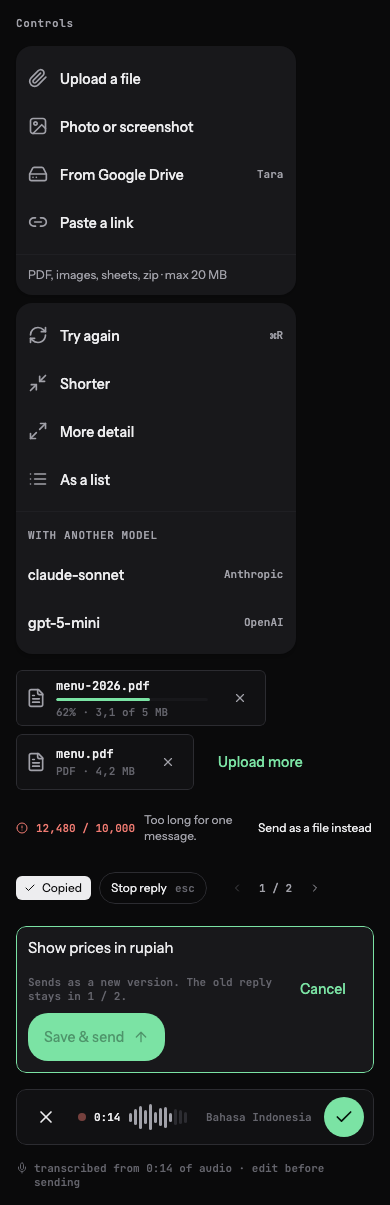 Controls
Upload a file
Photo or screenshot
From Google Drive Tara
Paste a link
PDF, images, sheets, zip · max 20 MB
Try again ⌘R
Shorter
More detail
As a list
WITH ANOTHER MODEL
claude-sonnet Anthropic
gpt-5-mini OpenAI
menu-2026.pdf
62% · 3,1 of 5 MB
menu.pdf
PDF · 4,2 MB
Upload more
12,480 / 10,000 Too long for one
message. Send as a file instead
Copied Stop reply esc 1 / 2
Show prices in rupiah
Sends as a new version. The old reply
stays in 1 / 2.
Cancel
Save & send
0:14 Bahasa Indonesia
transcribed from 0:14 of audio · edit before
sending